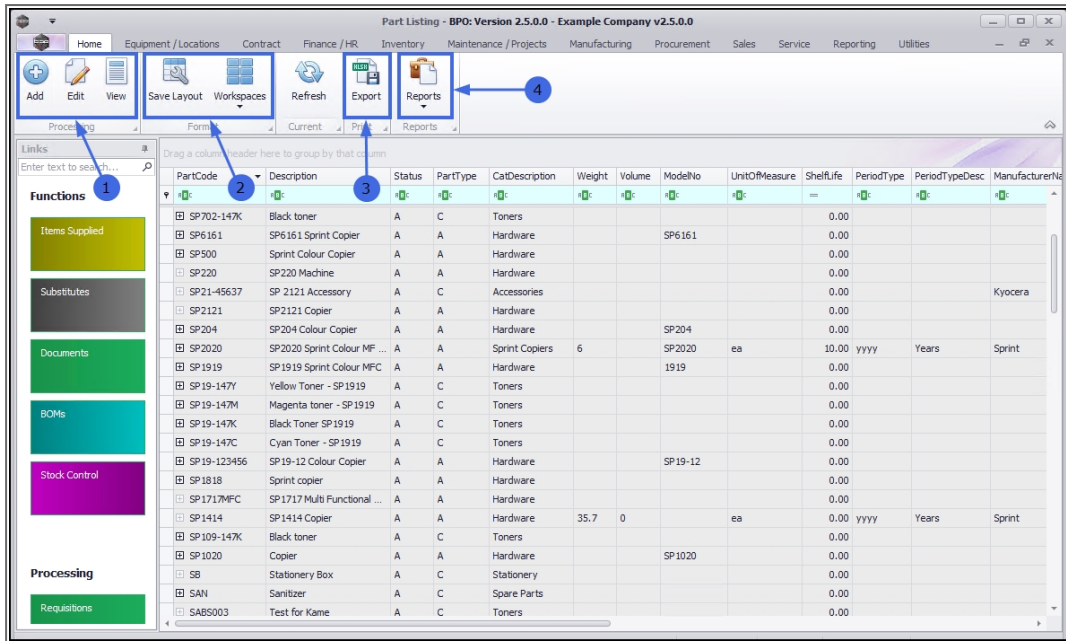 Part Listing - BPO: Version 2.5.0.0 - Example Company v2.5.0.0
Home Equipment / Locations Contract Finance / HR Inventory Maintenance / Projects Manufacturing Procurement Sales Service Reporting Utilities
Add Edit View Save Layout Workspaces Refresh Export Reports
4
Processing Format Current Print Reports
Links
Drag a column header here to group by that column
Enter text to search...
1 2 3
PartCode Description Status PartType CatDescription Weight Volume ModelNo UnitOfMeasure ShelfLife PeriodType PeriodTypeDesc ManufacturerNa
Functions
SP702-147K Black toner A C Toners 0.00
Items Supplied
SP6161 SP6161 Sprint Copier A A Hardware SP6161 0.00
SP500 Sprint Colour Copier A A Hardware 0.00
SP220 SP220 Machine A A Hardware 0.00
Substitutes
SP21-45637 SP 2121 Accessory A C Accessories 0.00 Kyocera
SP2121 SP2121 Copier A A Hardware 0.00
SP204 SP204 Colour Copier A A Hardware SP204 0.00
Documents
SP2020 SP2020 Sprint Colour MF ... A A Sprint Copiers 6 SP2020 ea 10.00 yyyy Years Sprint
SP1919 SP1919 Sprint Colour MFC A A Hardware 1919 0.00
SP19-147Y Yellow Toner - SP1919 A C Toners 0.00
SP19-147M Magenta toner - SP1919 A C Toners 0.00
BOMs
SP19-147K Black Toner SP1919 A C Toners 0.00
SP19-147C Cyan Toner - SP1919 A C Toners 0.00
SP19-123456 SP19-12 Colour Copier A A Hardware SP19-12 0.00
Stock Control
SP1818 Sprint copier A A Hardware 0.00
SP1717MFC SP1717 Multi Functional ... A A Hardware 0.00
SP1414 SP1414 Copier A A Hardware 35.7 0 ea 0.00 yyyy Years Sprint
SP109-147K Black toner A C Toners 0.00
SP1020 Copier A A Hardware SP1020 0.00
Processing
SB Stationery Box A C Stationery 0.00
SAN Sanitizer A C Spare Parts 0.00
Requisitions
SABS003 Test for Kame A C Toners 0.00